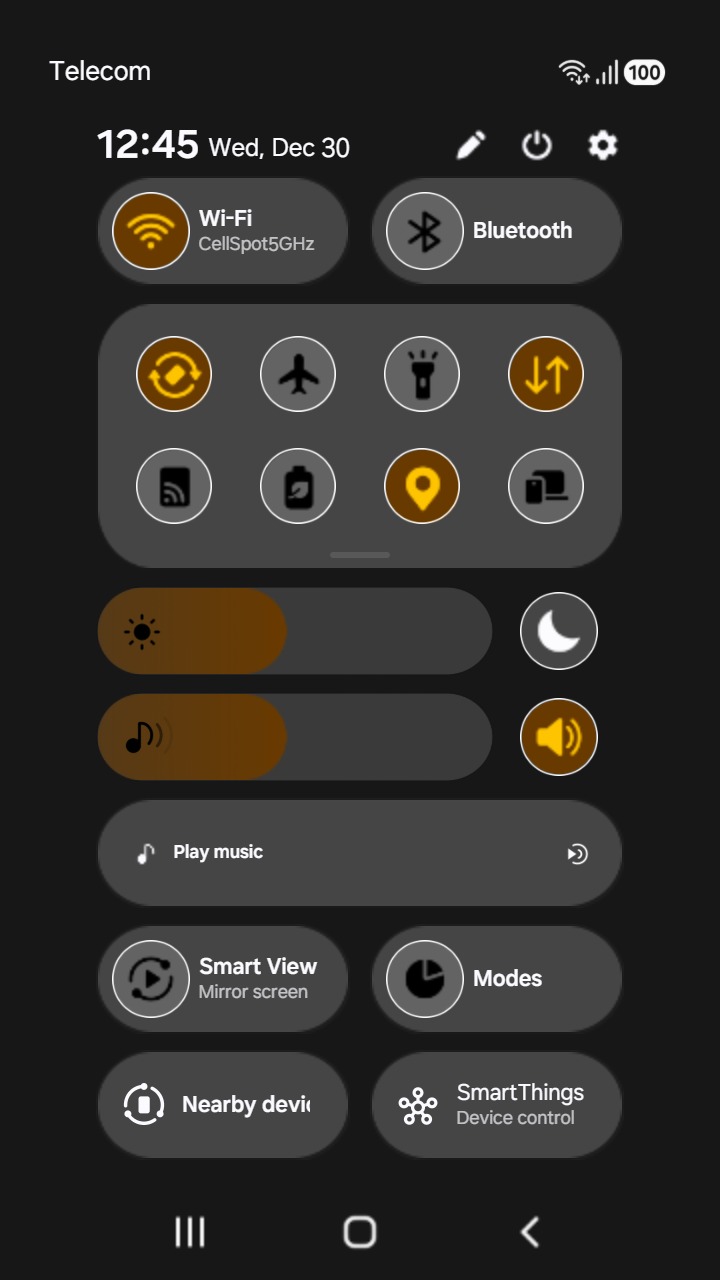 Telecom
100
12:45 Wed, Dec 30
Wi-Fi
CellSpot5GHz
Bluetooth
Play music
Smart View
Mirror screen
Modes
Nearby devi
SmartThings
Device control